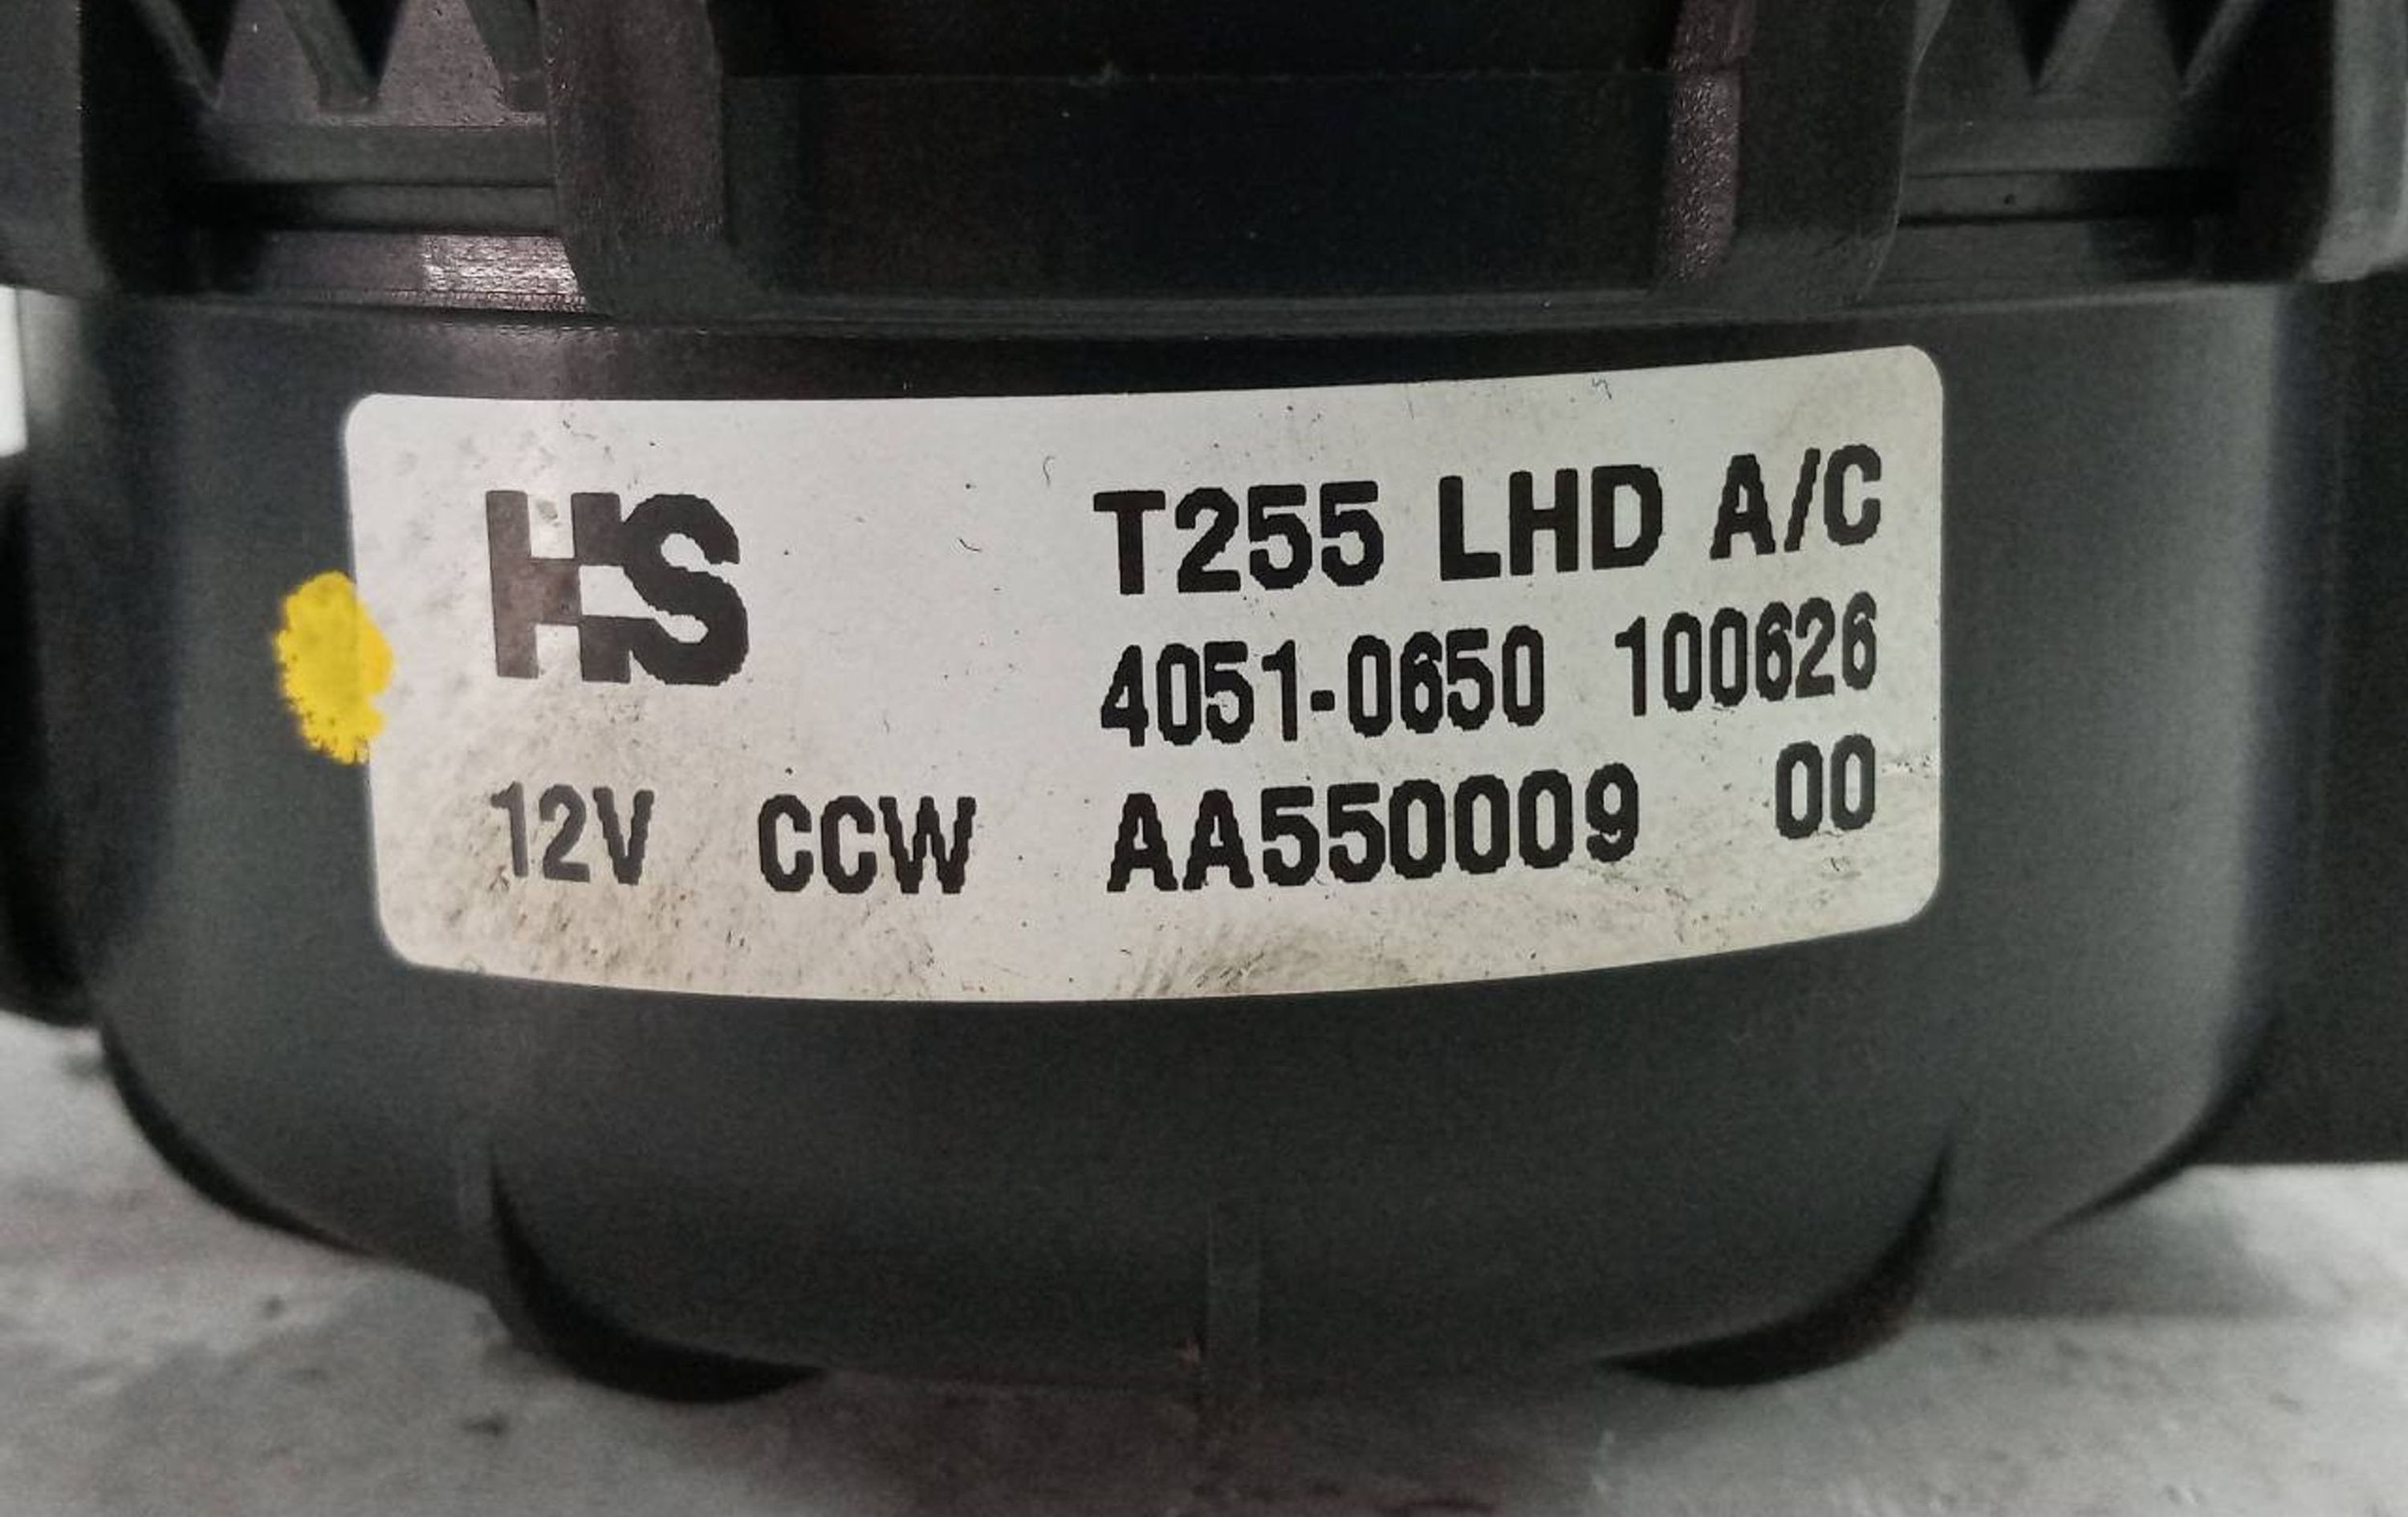 HS
T255 LHD A/C
4051-0650 100626
12V CCW AA550009 00